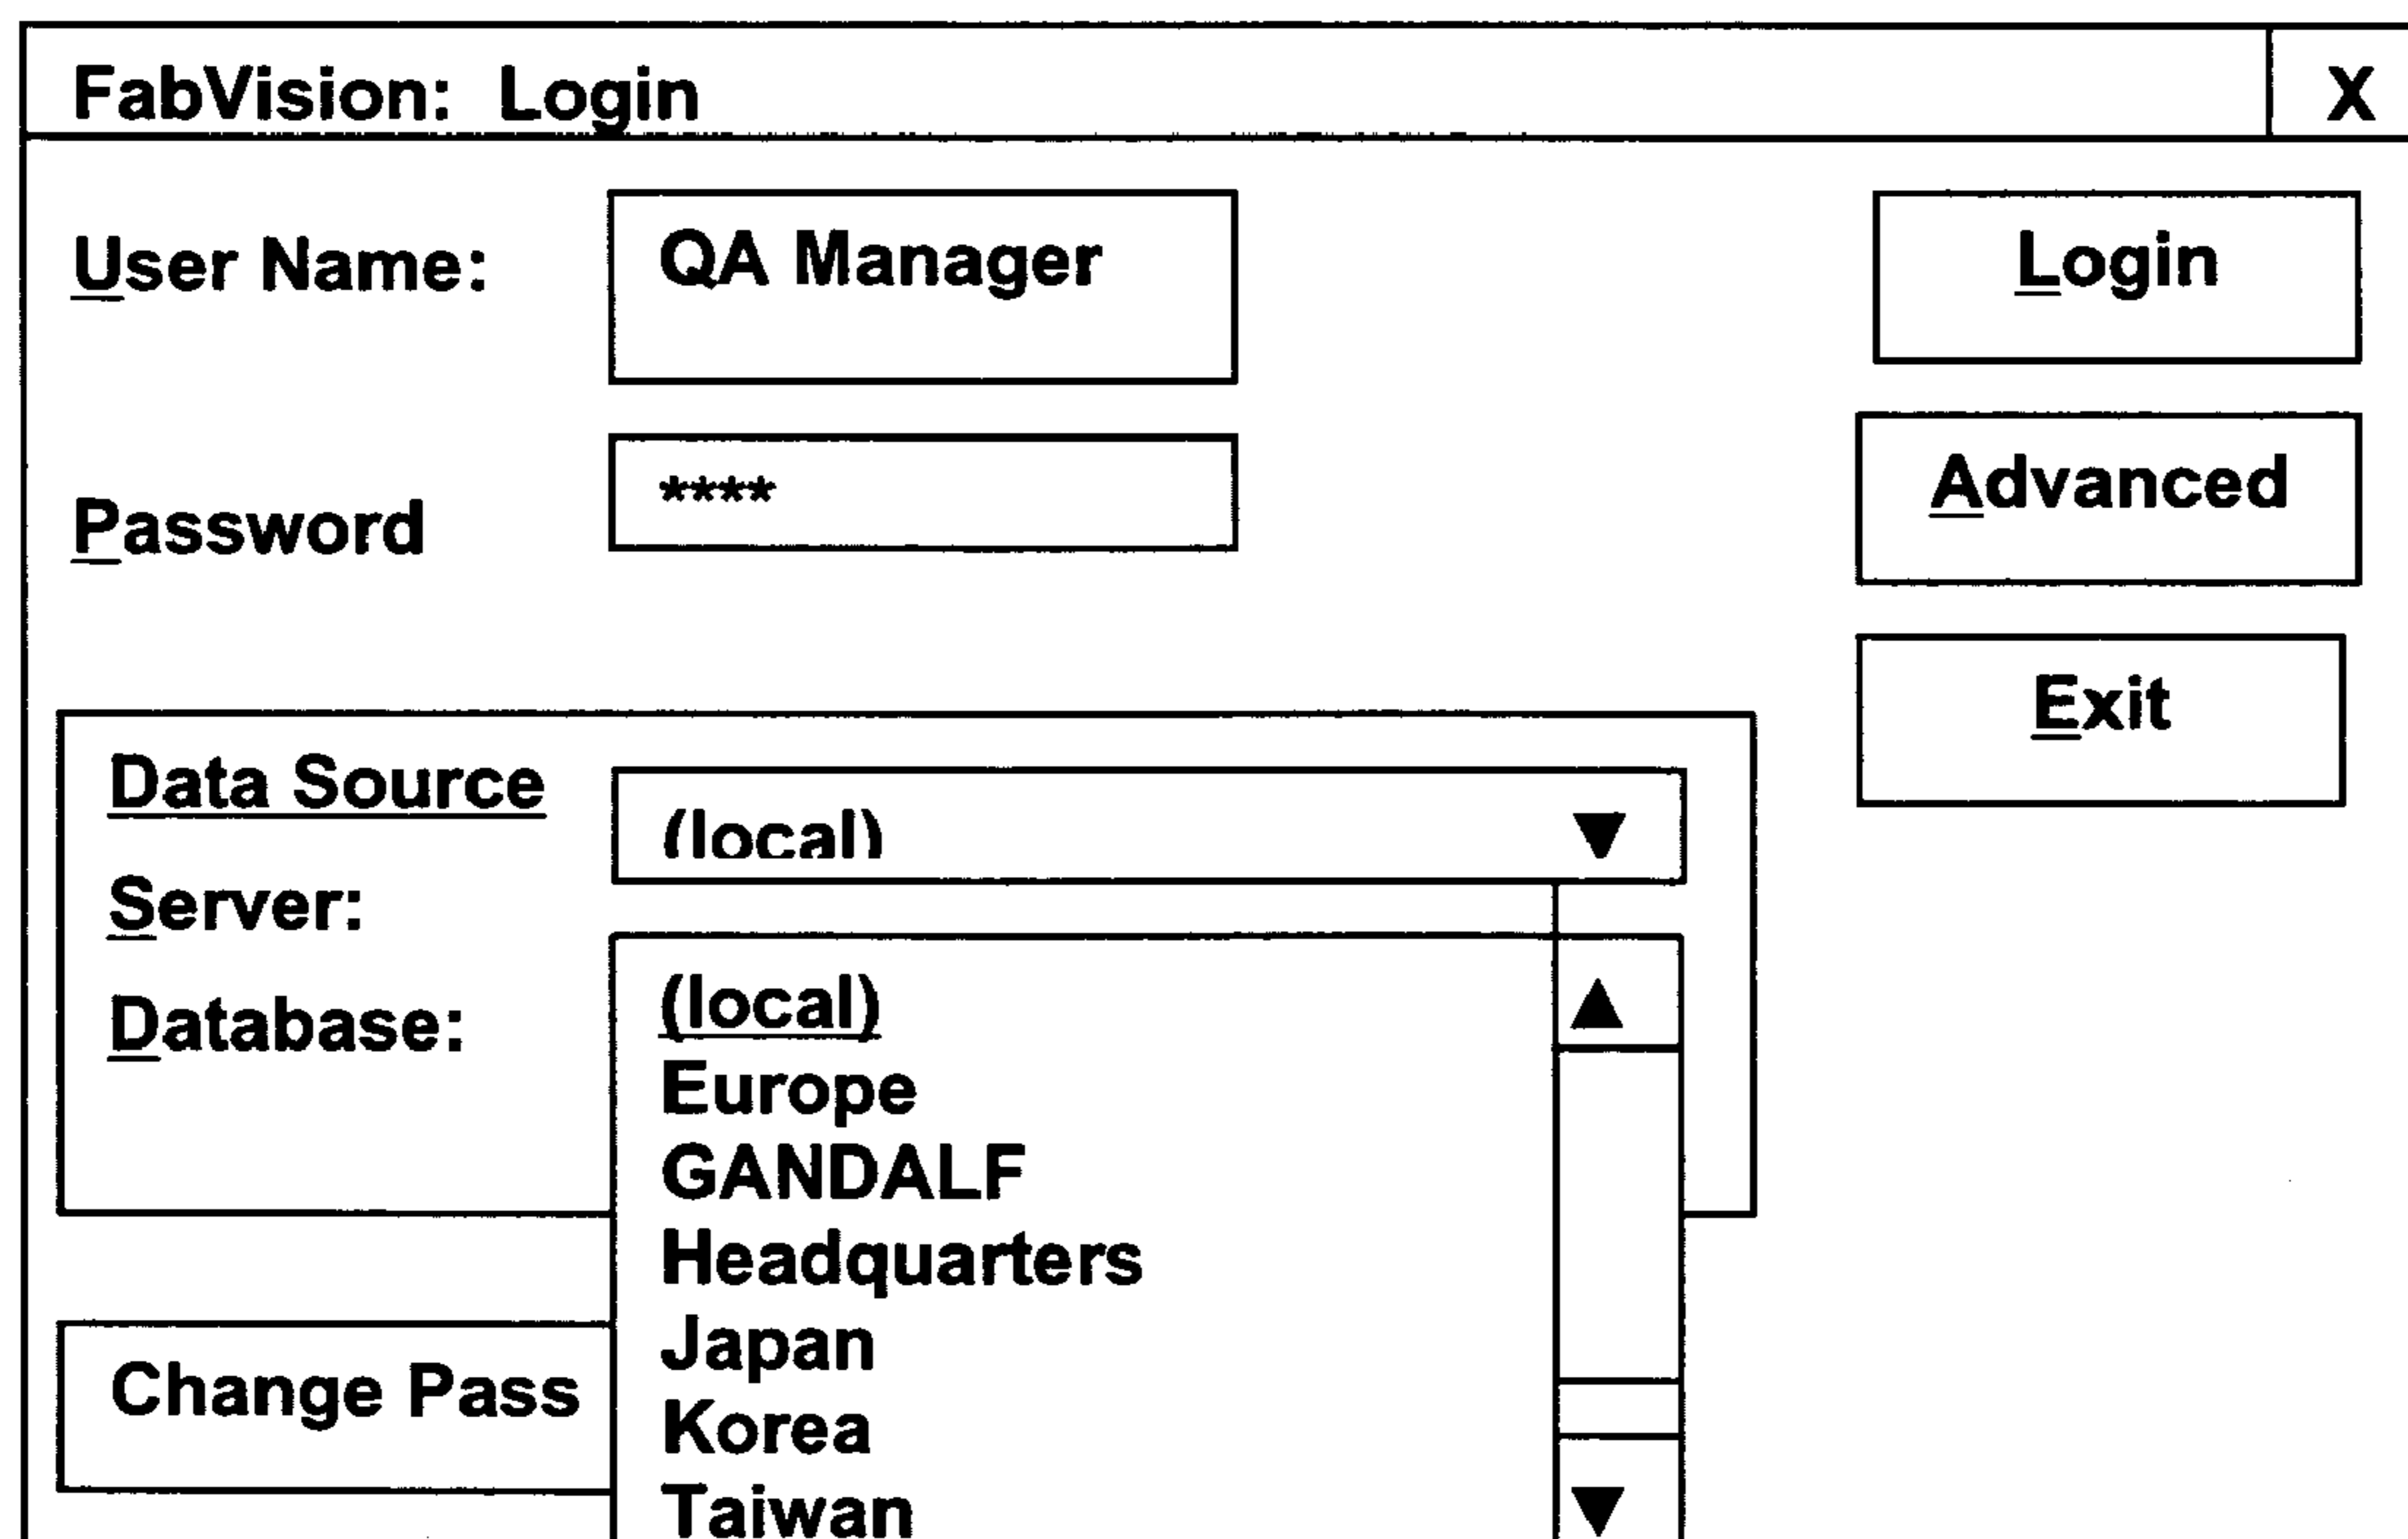 FabVision: Login X
User Name: QA Manager Login
Password **** Advanced
Exit
Data Source (local)
Server:
Database: (local)
Europe
GANDALF
Headquarters
Japan
Change Pass
Korea
Taiwan